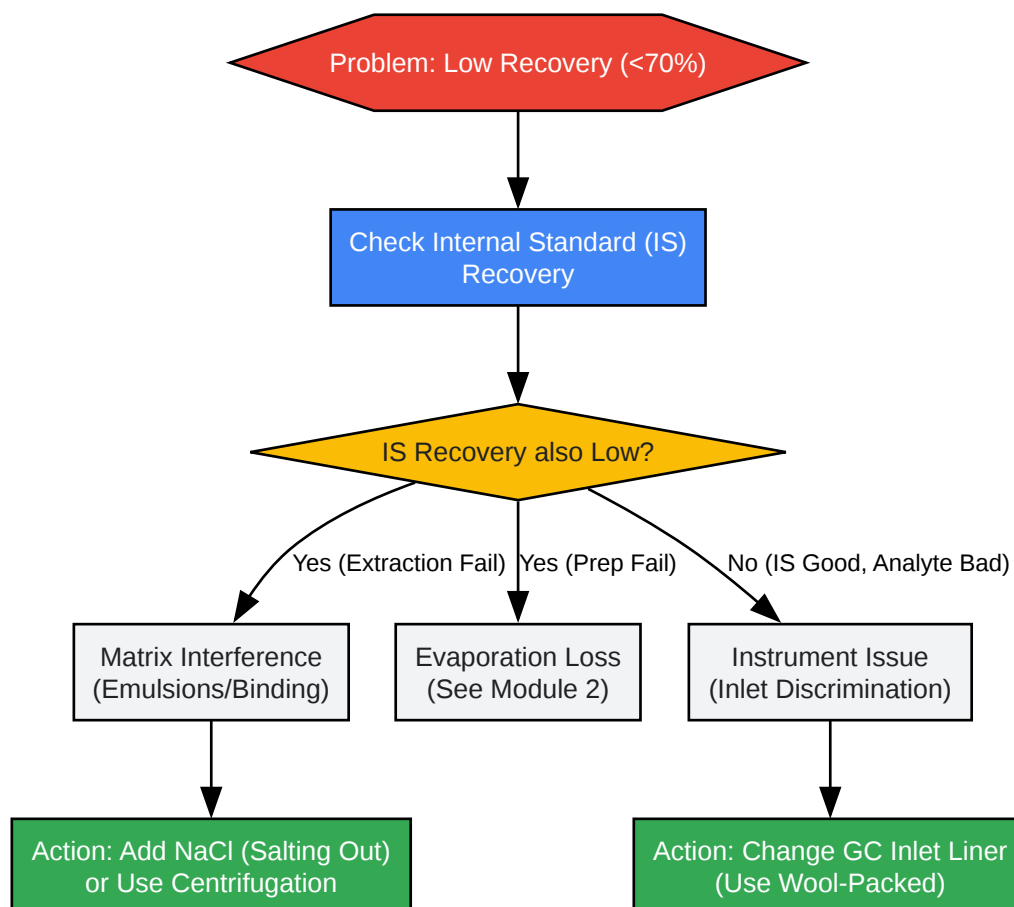 Problem: Low Recovery (<70%)
Check Internal Standard (IS)
Recovery
IS Recovery also Low?
Yes (Extraction Fail)
Yes (Prep Fail)
No (IS Good, Analyte Bad)
Matrix Interference
(Emulsions/Binding)
Evaporation Loss
(See Module 2)
Instrument Issue
(Inlet Discrimination)
Action: Add NaCl (Salting Out)
or Use Centrifugation
Action: Change GC Inlet Liner
(Use Wool-Packed)